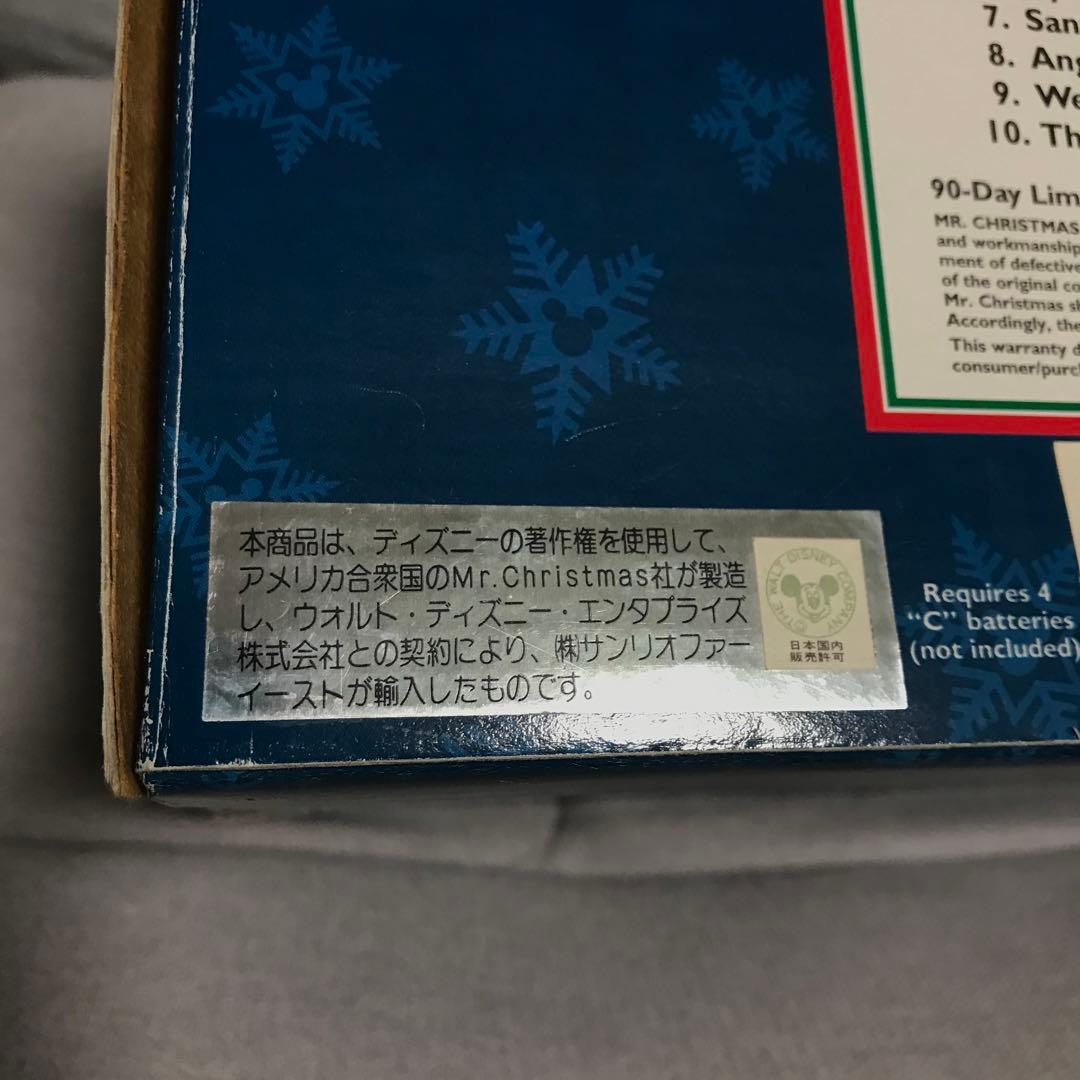 7. San
8. Ang
9. We
10. Th
90-Day Lim
MR. CHRISTMAS
and workmanship
ment of defective
of the original co
Mr. Christmas sh
Accordingly, the
This warranty d
consumer/purc
本商品は、ディズニーの著作権を使用して、
アメリカ合衆国のMr.Christmas社が製造
し、ウォルト・ディズニー・エンタプライズ
株式会社との契約により、㈱サンリオファー
イーストが輸入したものです。
©THE WALT DISNEY COMPANY
日本国内
販売許可
Requires 4
“C” batteries
(not included)